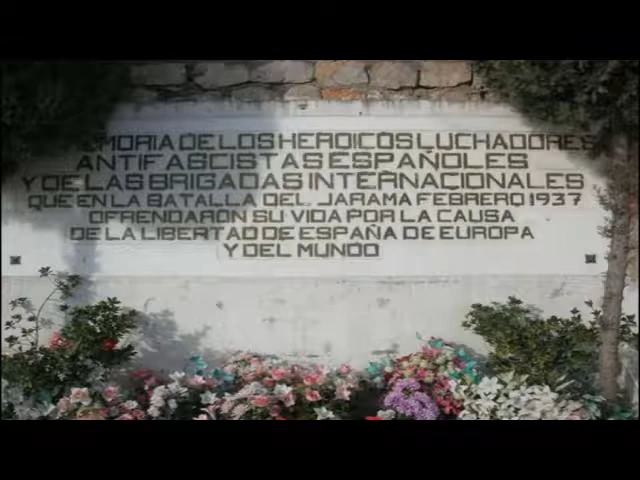 MEMORIA DE LOS HEROICOS LUCHADORES
ANTIFASCISTAS ESPAÑOLES
Y DE LAS BRIGADAS INTERNACIONALES
QUE EN LA BATALLA DEL JARAMA FEBRERO 1937
OFRENDARON SU VIDA POR LA CAUSA
DE LA LIBERTAD DE ESPAÑA DE EUROPA
Y DEL MUNDO